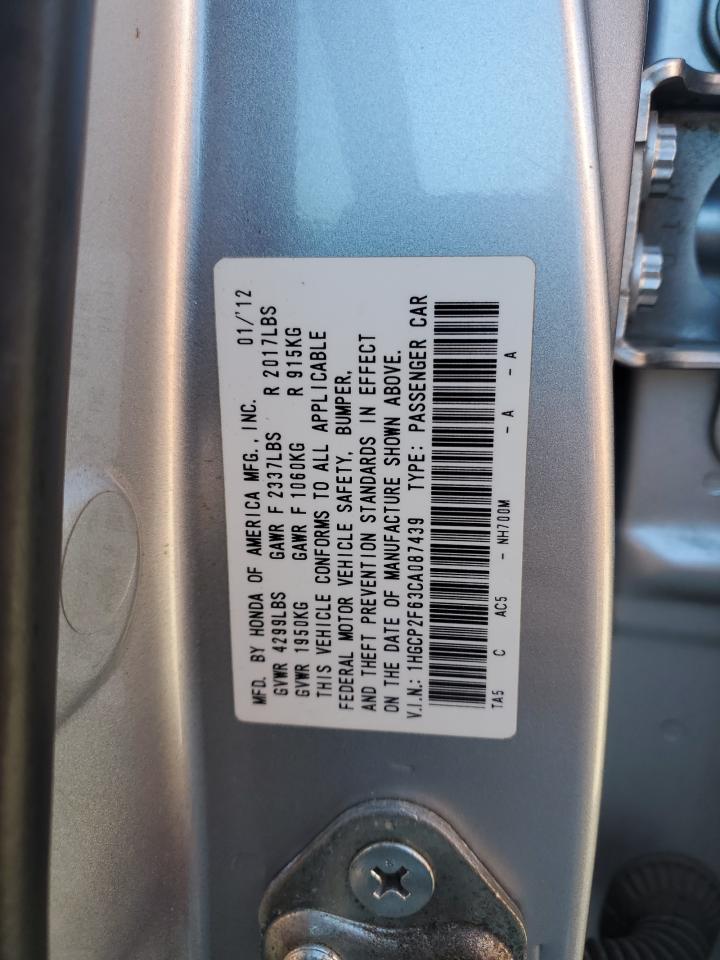 MFD. BY HONDA OF AMERICA MFG., INC. 01/'12
GVWR 4299LBS GAWR F 2337LBS R 2017LBS
GVWR 1950KG GAWR F 1060KG R 915KG
THIS VEHICLE CONFORMS TO ALL APPLICABLE
FEDERAL MOTOR VEHICLE SAFETY, BUMPER,
AND THEFT PREVENTION STANDARDS IN EFFECT
ON THE DATE OF MANUFACTURE SHOWN ABOVE.
V.I.N.: 1HGCP2F63CA087439 TYPE: PASSENGER CAR
TA5 C AC5 - NH700M - A - A